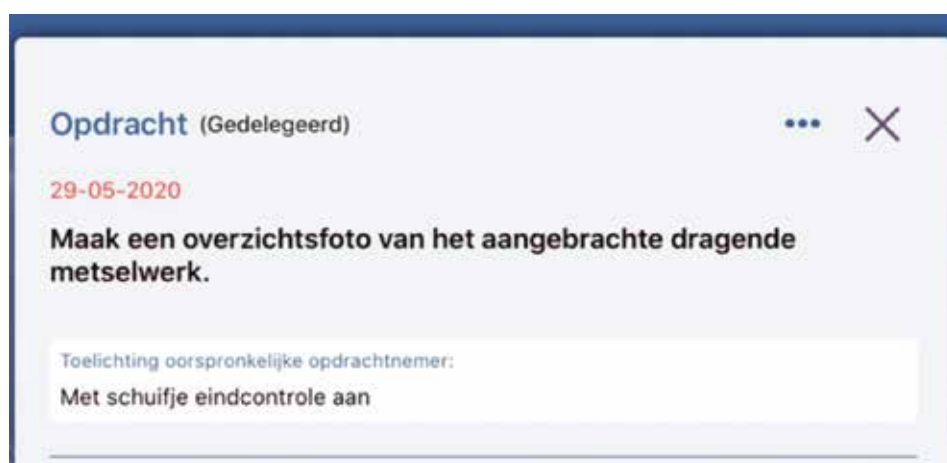 Opdracht (Gedelegeerd)
29-05-2020
Maak een overzichtsfoto van het aangebrachte dragende
metselwerk.
Toelichting oorspronkelijke opdrachtnemer:
Met schuifje eindcontrole aan